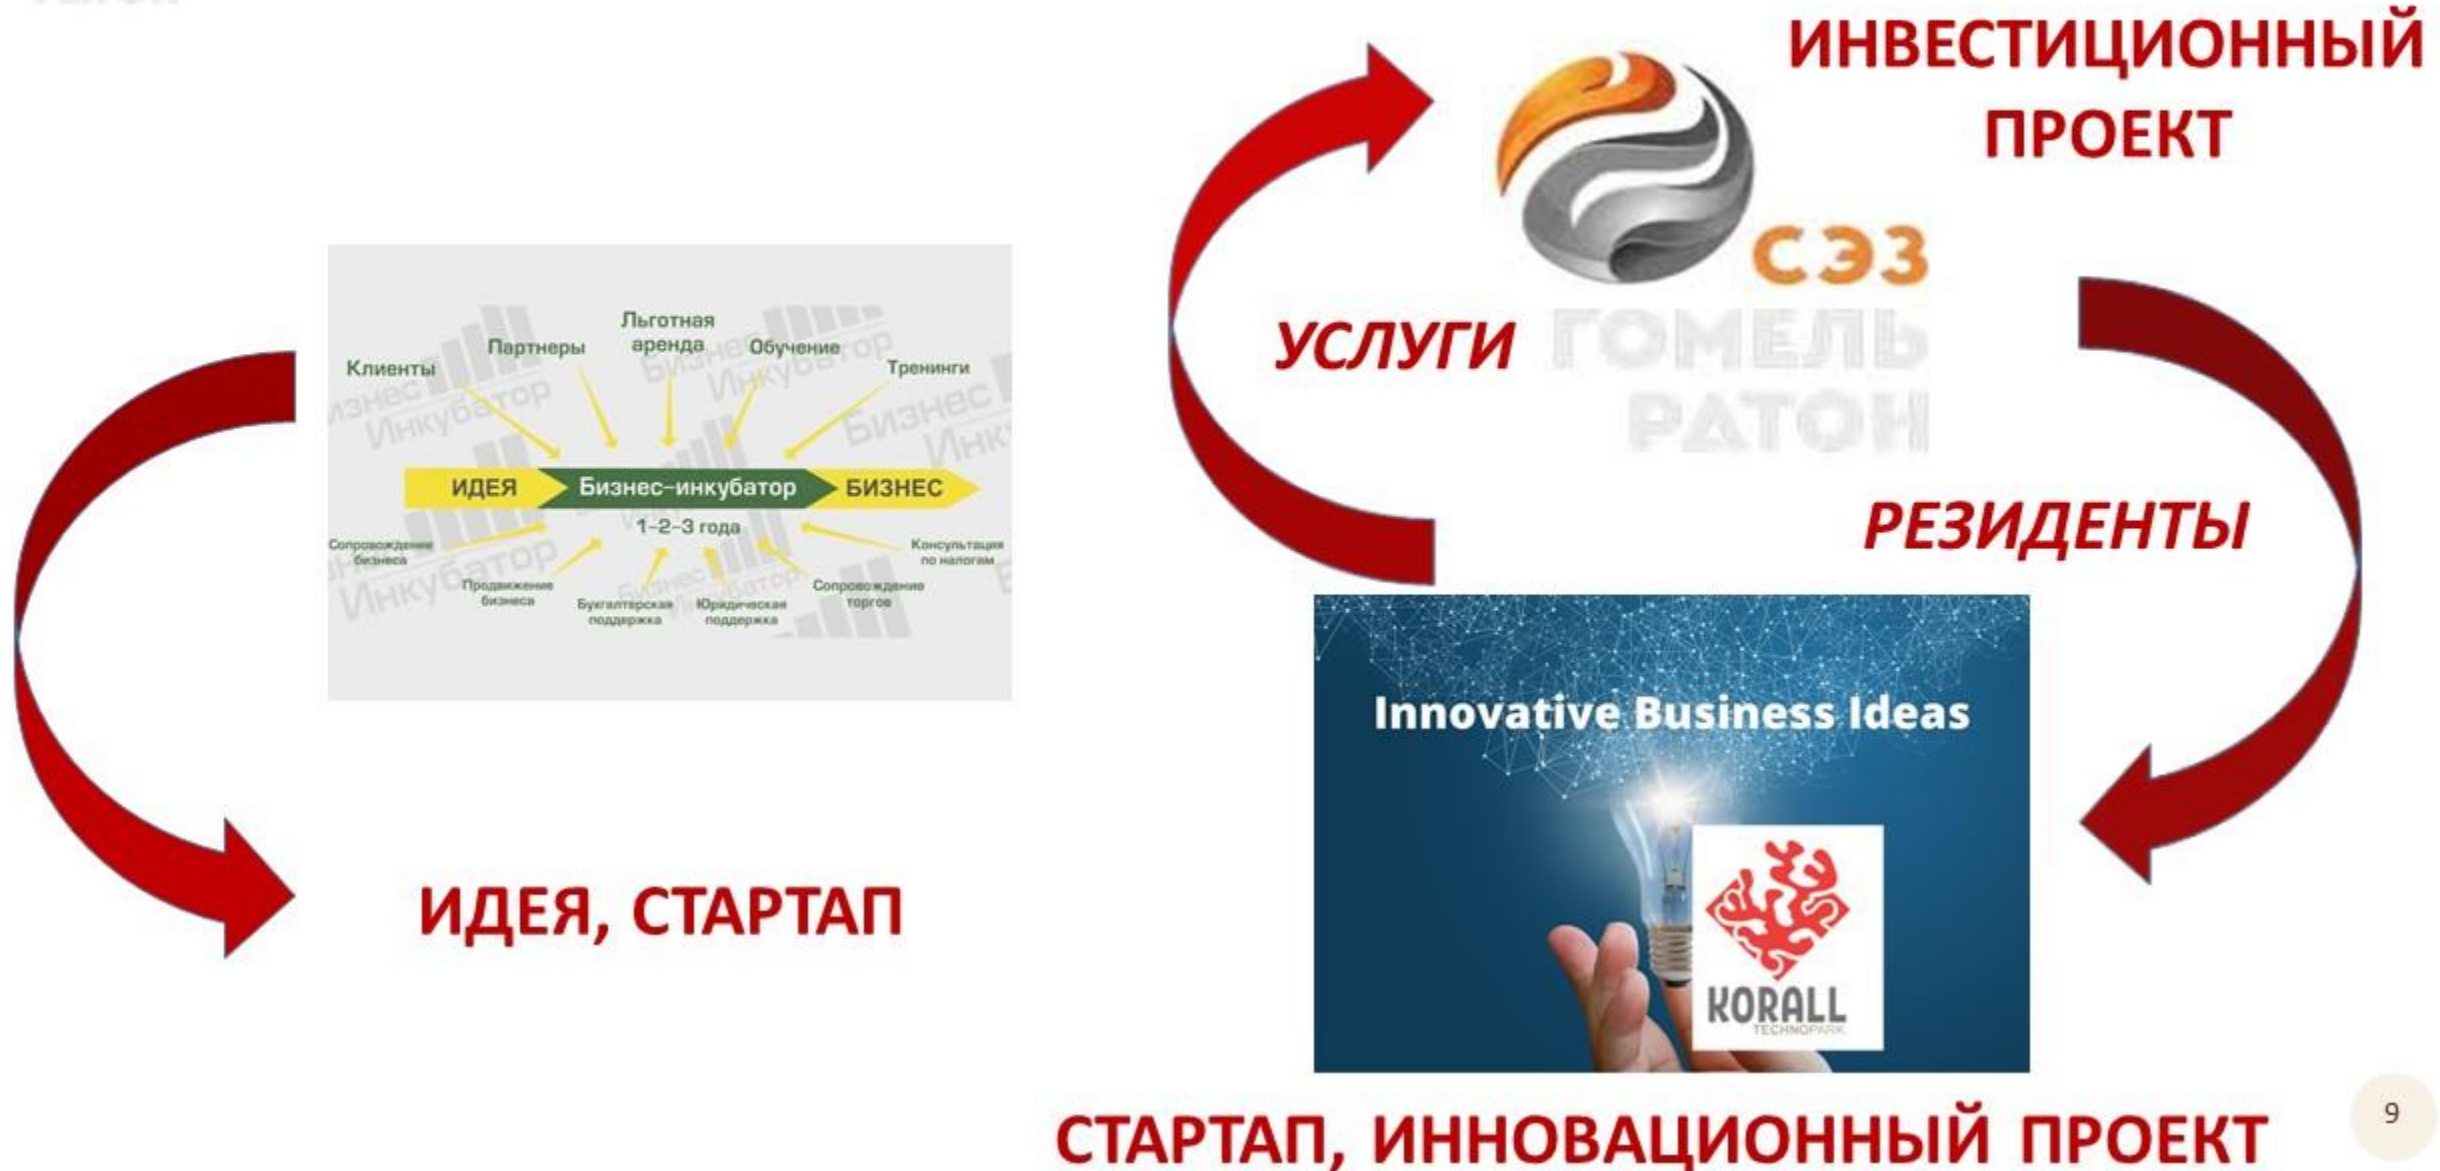 ИНВЕСТИЦИОННЫЙ
ПРОЕКТ
СЭЗ
ГОМЕЛЬ
РАТОН
УСЛУГИ
РЕЗИДЕНТЫ
Льготная
аренда
Партнеры
Обучение
Клиенты
Тренинги
ИДЕЯ
Бизнес-инкубатор
БИЗНЕС
1-2-3 года
Сопровождение
бизнеса
Консультация
по налогам
Продвижение
бизнеса
Сопровождение
торгов
Бухгалтерская
поддержка
Юридическая
поддержка
Бизнес
Инкубатор
Innovative Business Ideas
KORALL
TECHNOPARK
ИДЕЯ, СТАРТАП
СТАРТАП, ИННОВАЦИОННЫЙ ПРОЕКТ
9